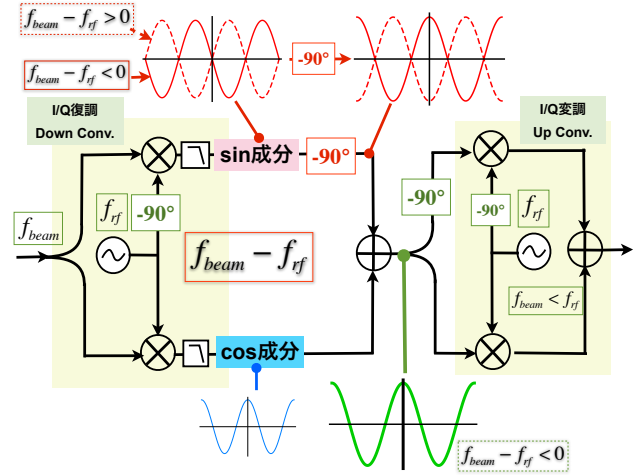 f_beam − f_rf > 0
f_beam − f_rf < 0
-90°
I/Q復調
Down Conv.
I/Q変調
Up Conv.
sin成分
-90°
f_beam
f_rf
-90°
f_beam − f_rf
-90°
-90°
f_rf
f_beam < f_rf
cos成分
f_beam − f_rf < 0